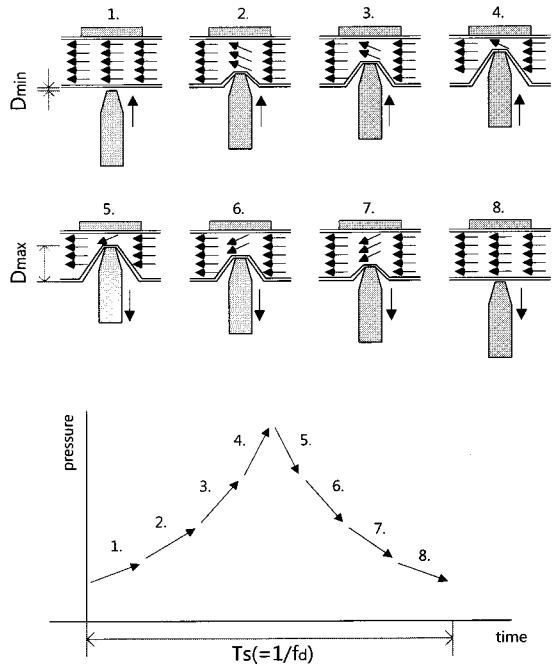 1. 2. 3. 4.
Dmin
5. 6. 7. 8.
Dmax
pressure
4. 5.
3. 6.
2. 7.
1. 8.
time
Ts(=1/fd)